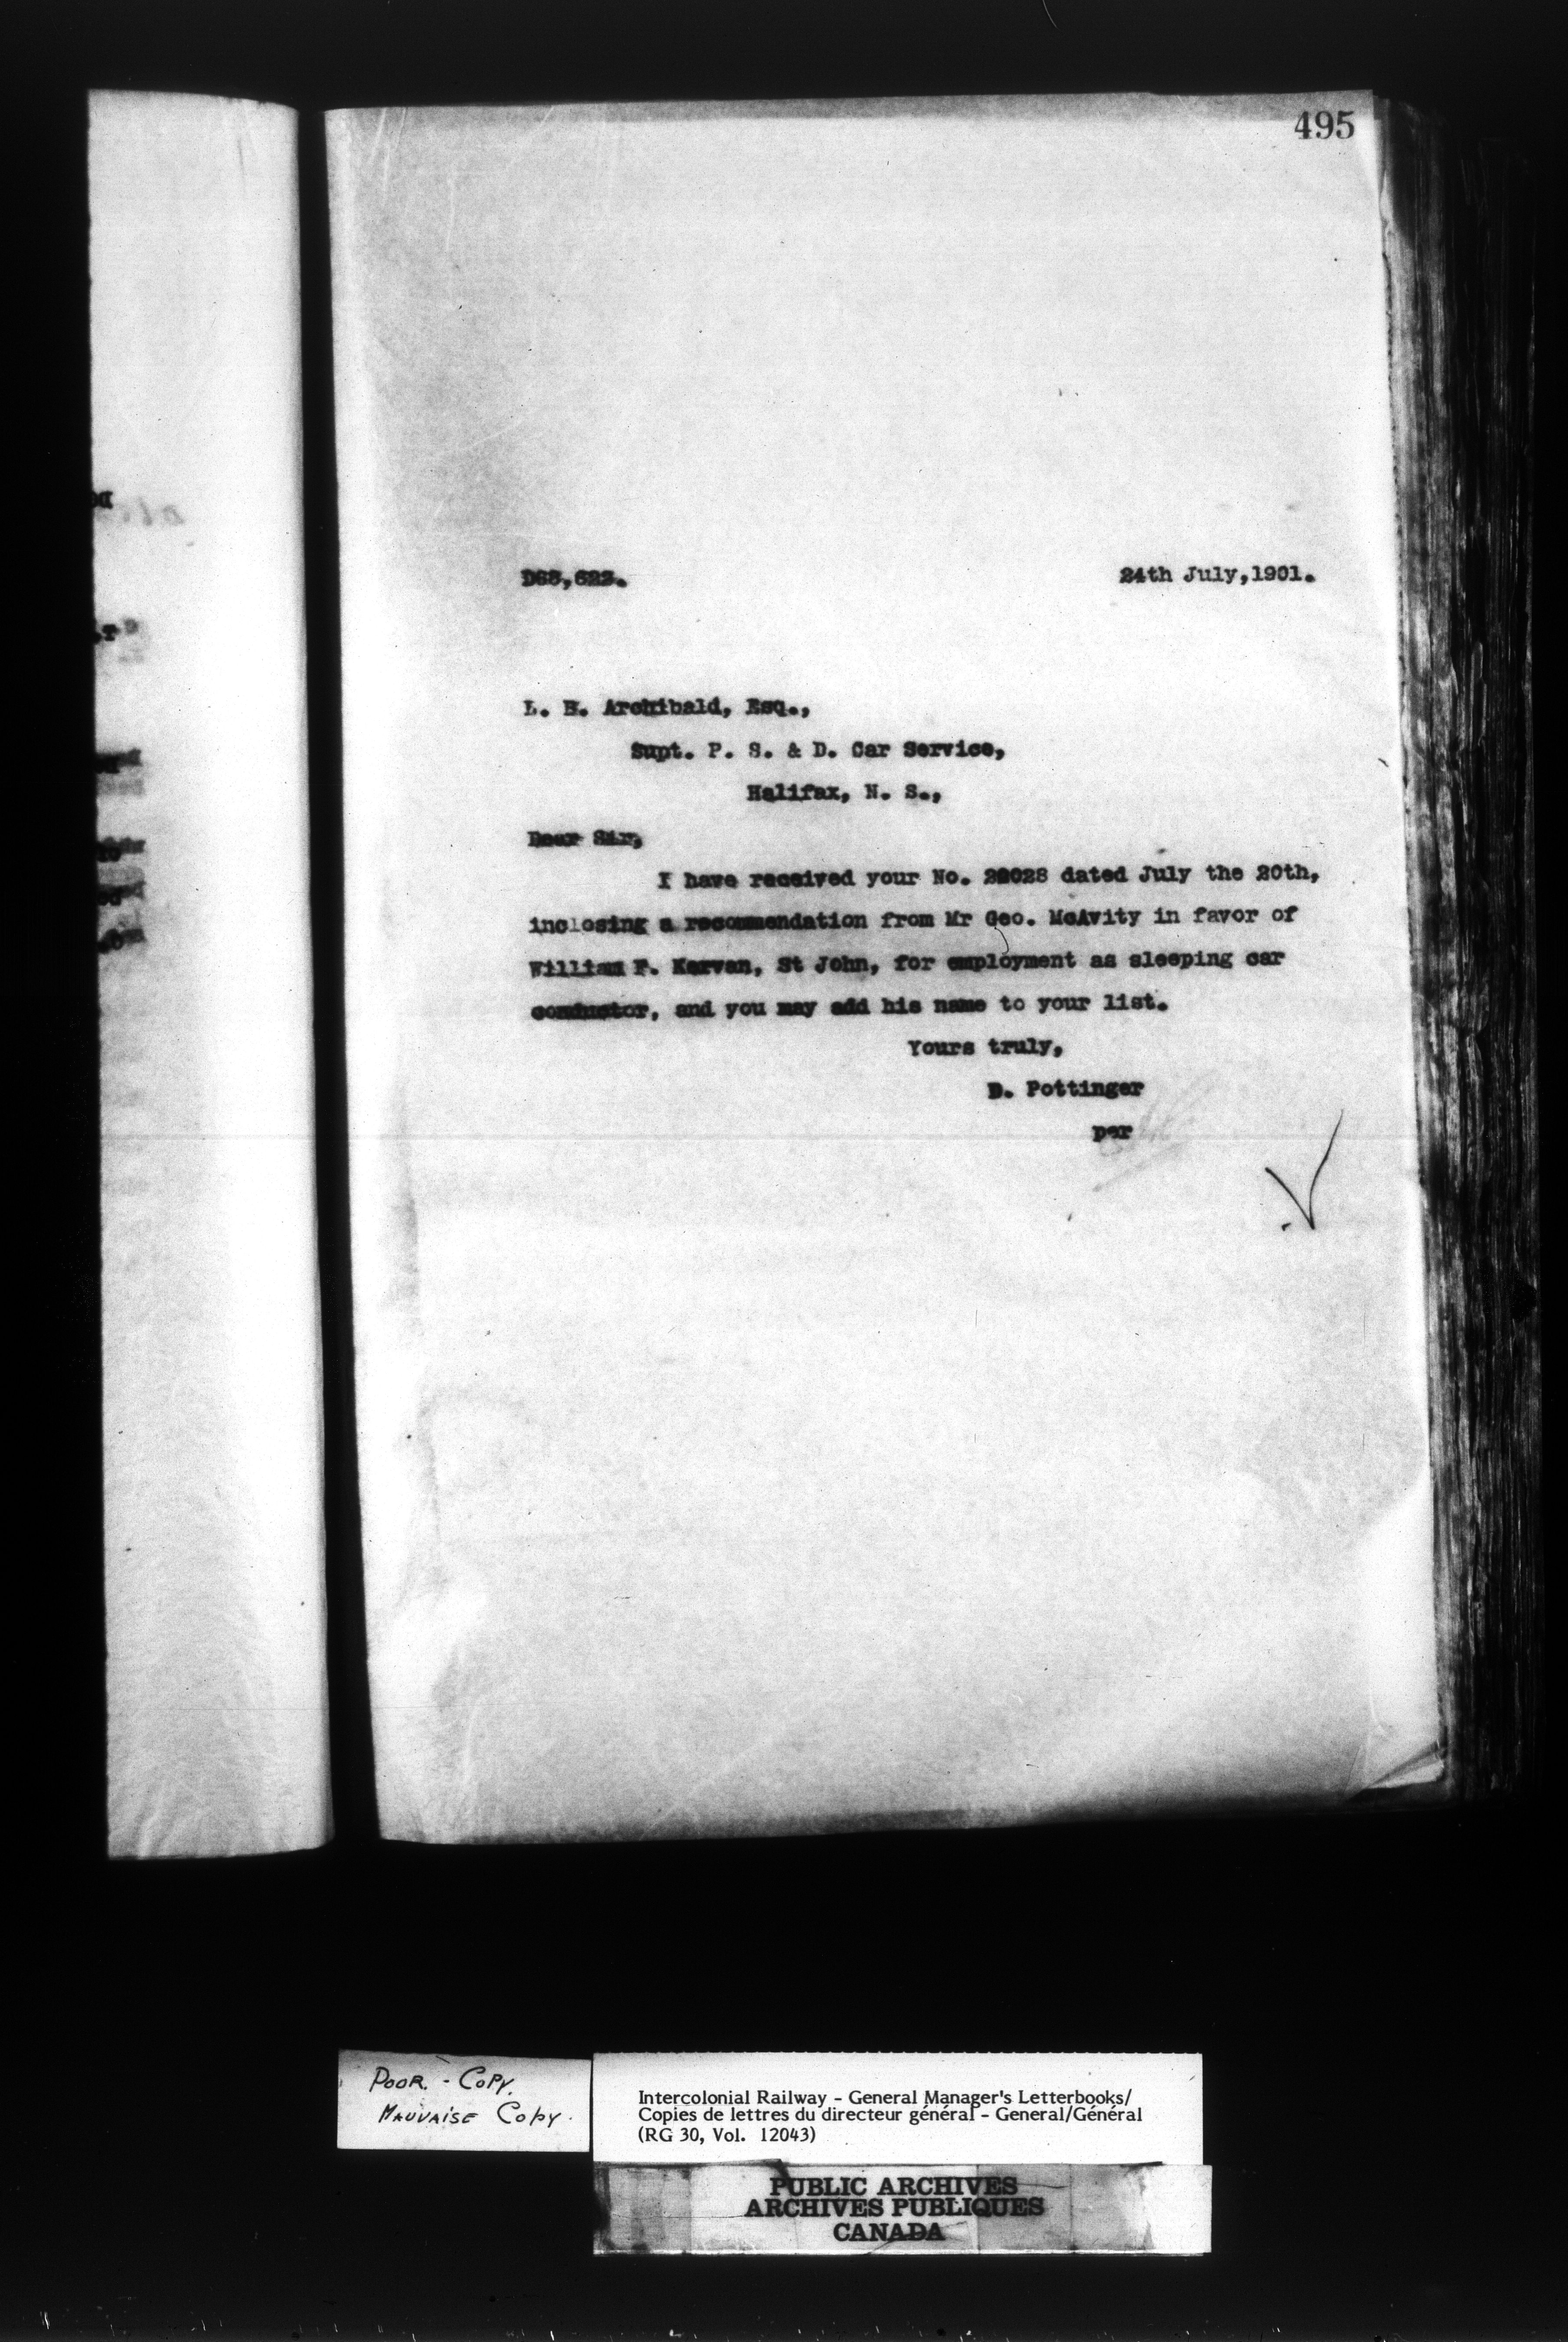 495
24th July,1901.
L. H. Archibald, Esq.,
Supt. P. S. & D. Car Service,
Halifax, N. S.,
Dear Sir,
I have received your No. dated July the 20th,
inclosing a recommendation from Mr Geo. McAvity in favor of
William F. Kervan, St John, for employment as sleeping car
conductor, and you may add his name to your list.
Yours truly,
D. Pottinger
per
POOR. - COPY.
MAUVAISE COPY.
Intercolonial Railway - General Manager's Letterbooks/
Copies de lettres du directeur général - General/Général
(RG 30, Vol. 12043)
PUBLIC ARCHIVES
ARCHIVES PUBLIQUES
CANADA